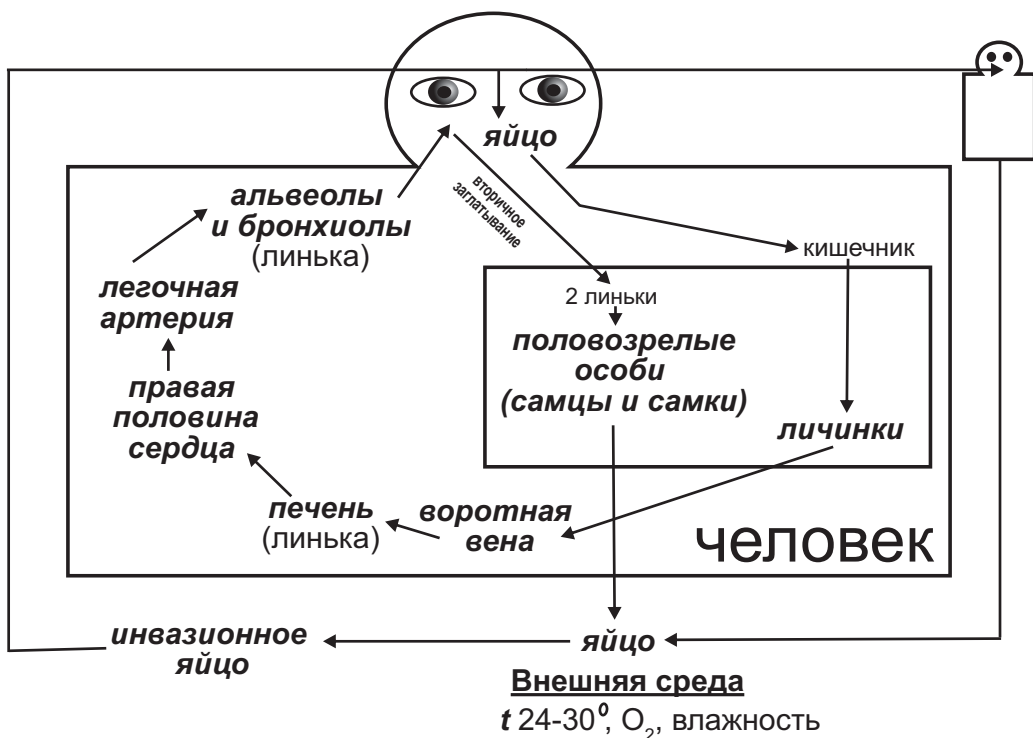 яйцо
вторичное
заглатывание
альвеолы
и бронхиолы
(линька)
кишечник
легочная
артерия
2 линьки
половозрелые
особи
(самцы и самки)
правая
половина
сердца
личинки
печень
(линька)
воротная
вена
человек
инвазионное
яйцо
яйцо
Внешняя среда
t 24-30⁰, O₂, влажность